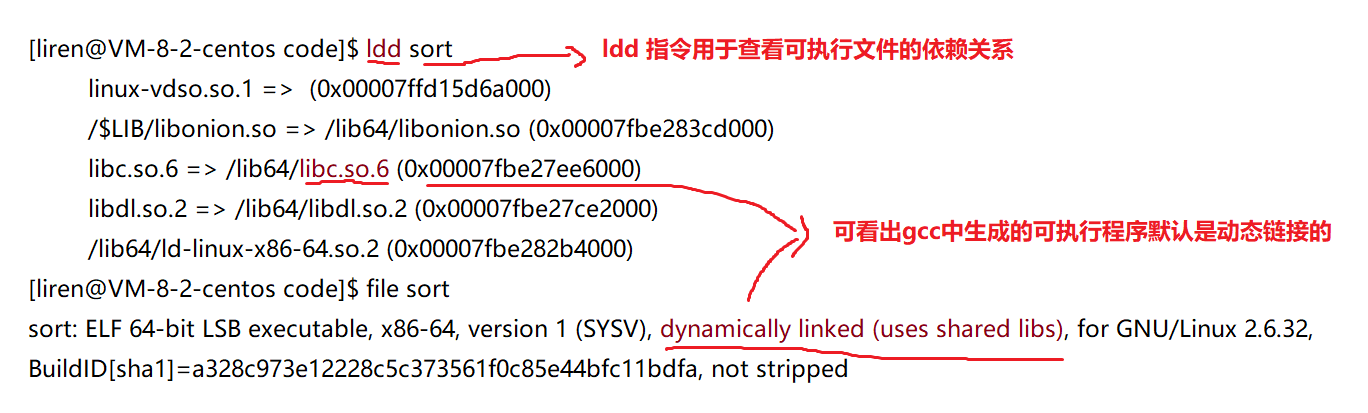 [liren@VM-8-2-centos code]$ ldd sort
ldd 指令用于查看可执行文件的依赖关系
linux-vdso.so.1 => (0x00007ffd15d6a000)
/$LIB/libonion.so => /lib64/libonion.so (0x00007fbe283cd000)
libc.so.6 => /lib64/libc.so.6 (0x00007fbe27ee6000)
libdl.so.2 => /lib64/libdl.so.2 (0x00007fbe27ce2000)
可看出gcc中生成的可执行程序默认是动态链接的
/lib64/ld-linux-x86-64.so.2 (0x00007fbe282b4000)
[liren@VM-8-2-centos code]$ file sort
sort: ELF 64-bit LSB executable, x86-64, version 1 (SYSV), dynamically linked (uses shared libs), for GNU/Linux 2.6.32,
BuildID[sha1]=a328c973e12228c5c373561f0c85e44bfc11bdfa, not stripped